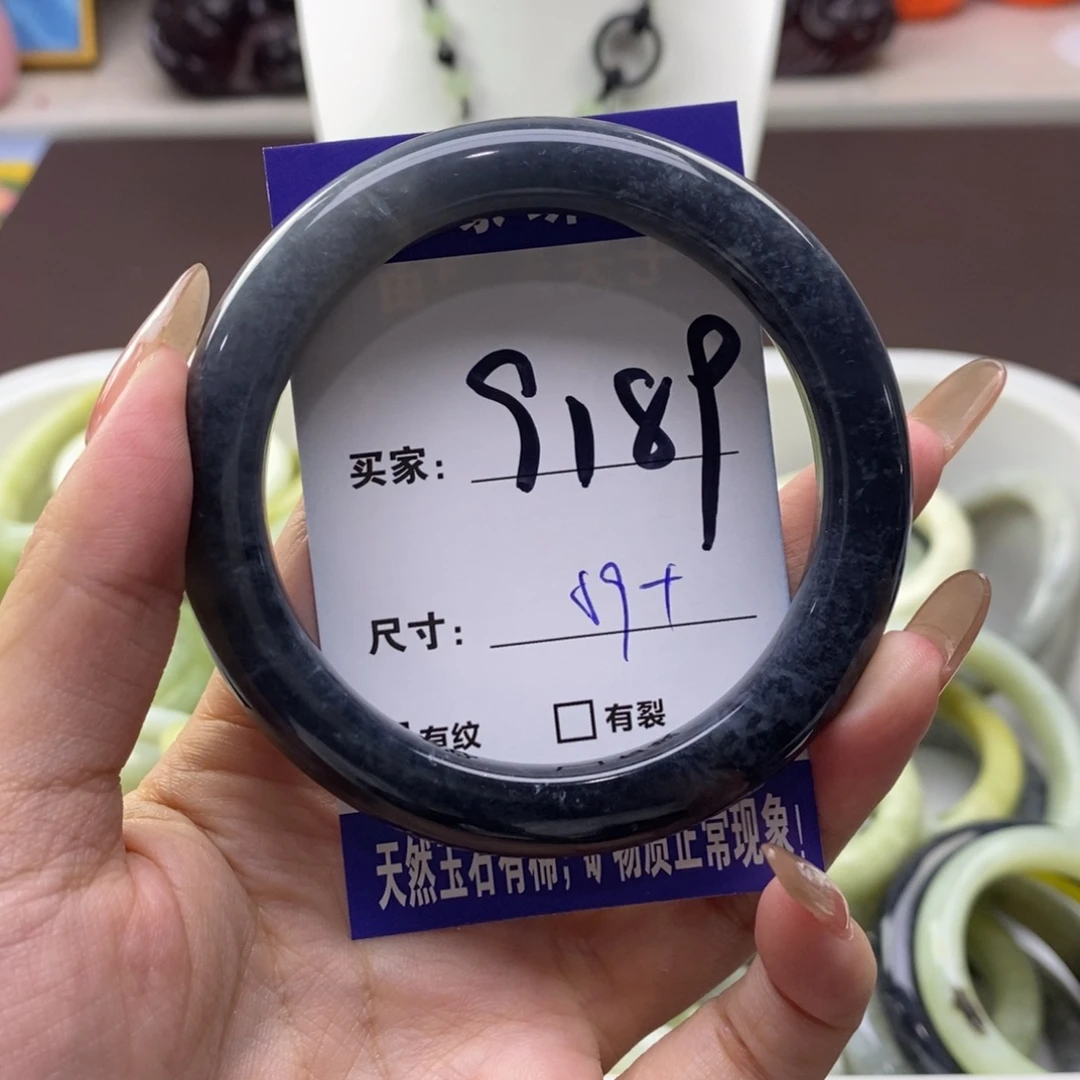 买家： 9189
尺寸： 59+
有纹 □有裂
天然玉石有棉，矿物质正常现象！